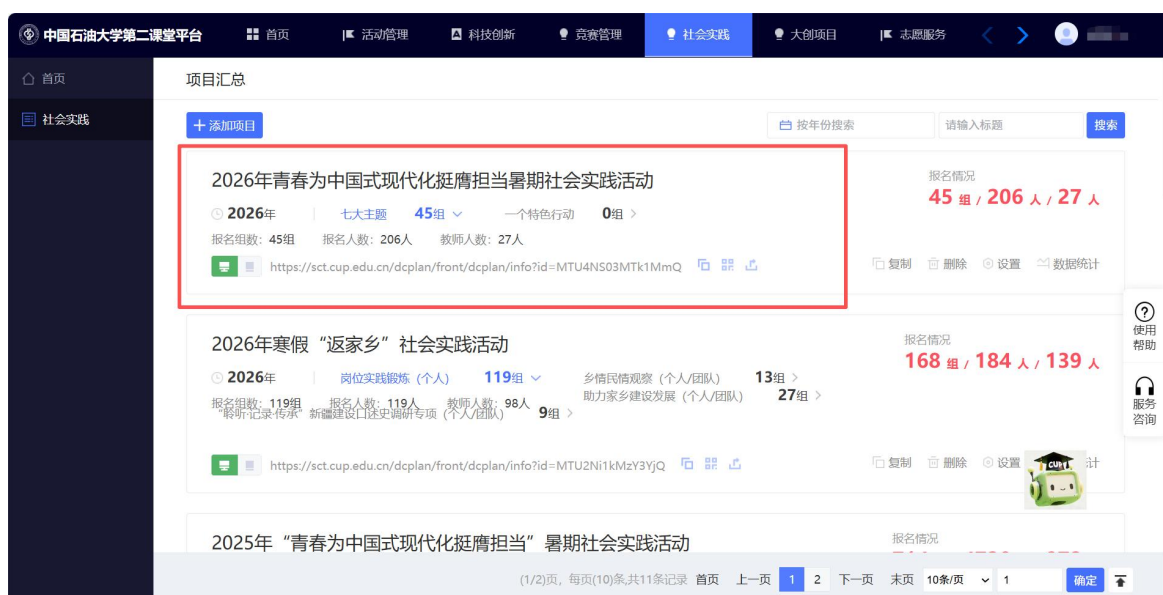 中国石油大学第二课堂平台 首页 活动管理 科技创新 竞赛管理 社会实践 大创项目 志愿服务
首页
社会实践
项目汇总
添加项目
按年份搜索 请输入标题 搜索
2026年青春为中国式现代化挺膺担当暑期社会实践活动
2026年 七大主题 45组 一个特色行动 0组
报名组数: 45组 报名人数: 206人 教师人数: 27人
https://sct.cup.edu.cn/dcplan/front/dcplan/info?id=MTU4NS03MTk1MmQ
报名情况
45 组 / 206 人 / 27 人
复制 删除 设置 数据统计
2026年寒假“返家乡”社会实践活动
2026年 岗位实践锻炼 (个人) 119组 乡情民情观察 (个人/团队) 13组
报名组数: 119组 报名人数: 119人 教师人数: 98人 助力家乡建设发展 (个人/团队) 27组
“聆听·记录·传承”新疆建设口述史调研专项 (个人/团队) 9组
https://sct.cup.edu.cn/dcplan/front/dcplan/info?id=MTU2Ni1kMzY3YjQ
报名情况
168 组 / 184 人 / 139 人
复制 删除 设置 计
使用帮助
服务咨询
CUPT
2025年“青春为中国式现代化挺膺担当”暑期社会实践活动
报名情况
(1/2)页, 每页(10)条,共11条记录 首页 上一页 1 2 下一页 末页 10条/页 1 确定